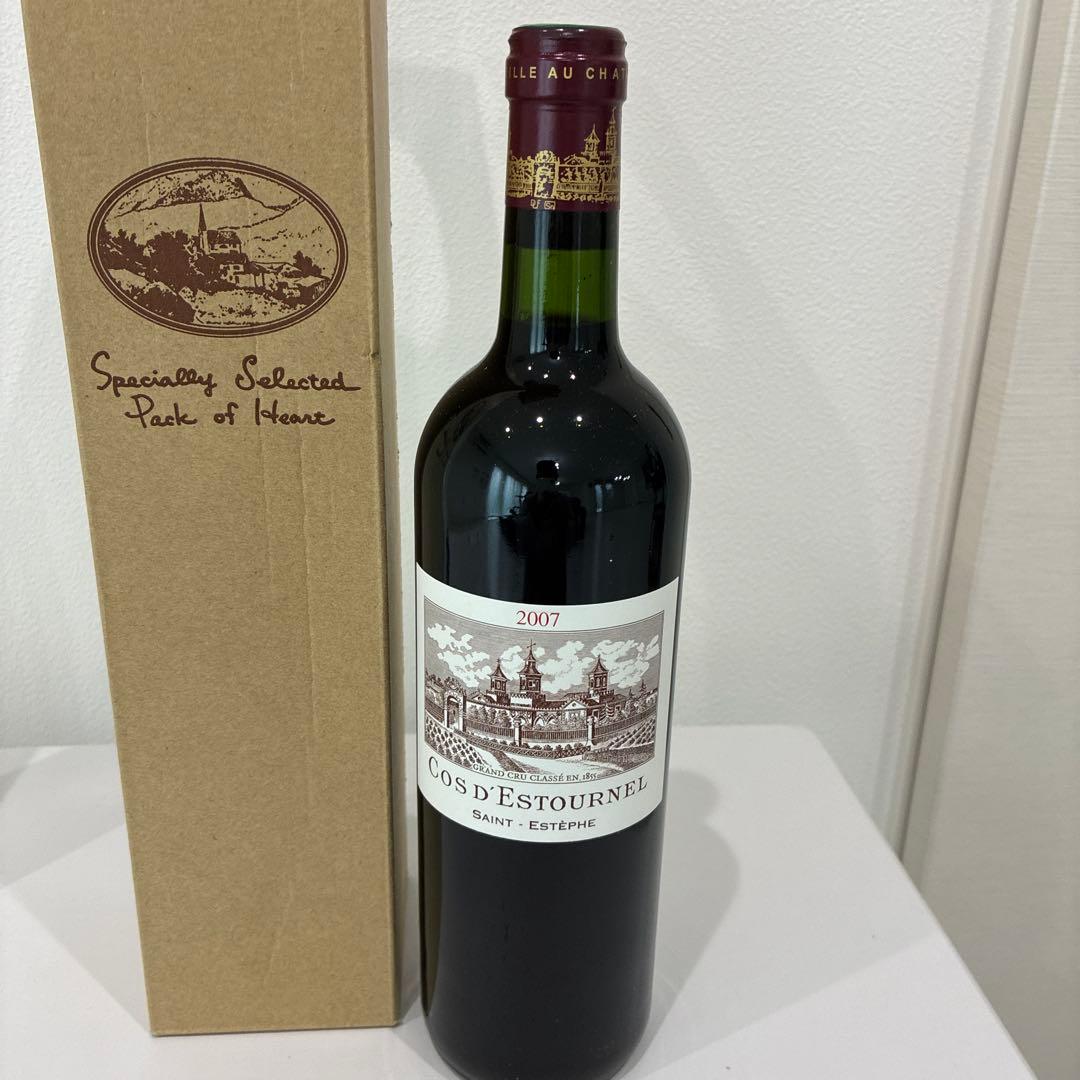 Specially Selected
Pack of Heart
ILLE AU CHAT
2007
GRAND CRU CLASSÉ EN 1855
COS D'ESTOURNEL
SAINT - ESTÈPHE